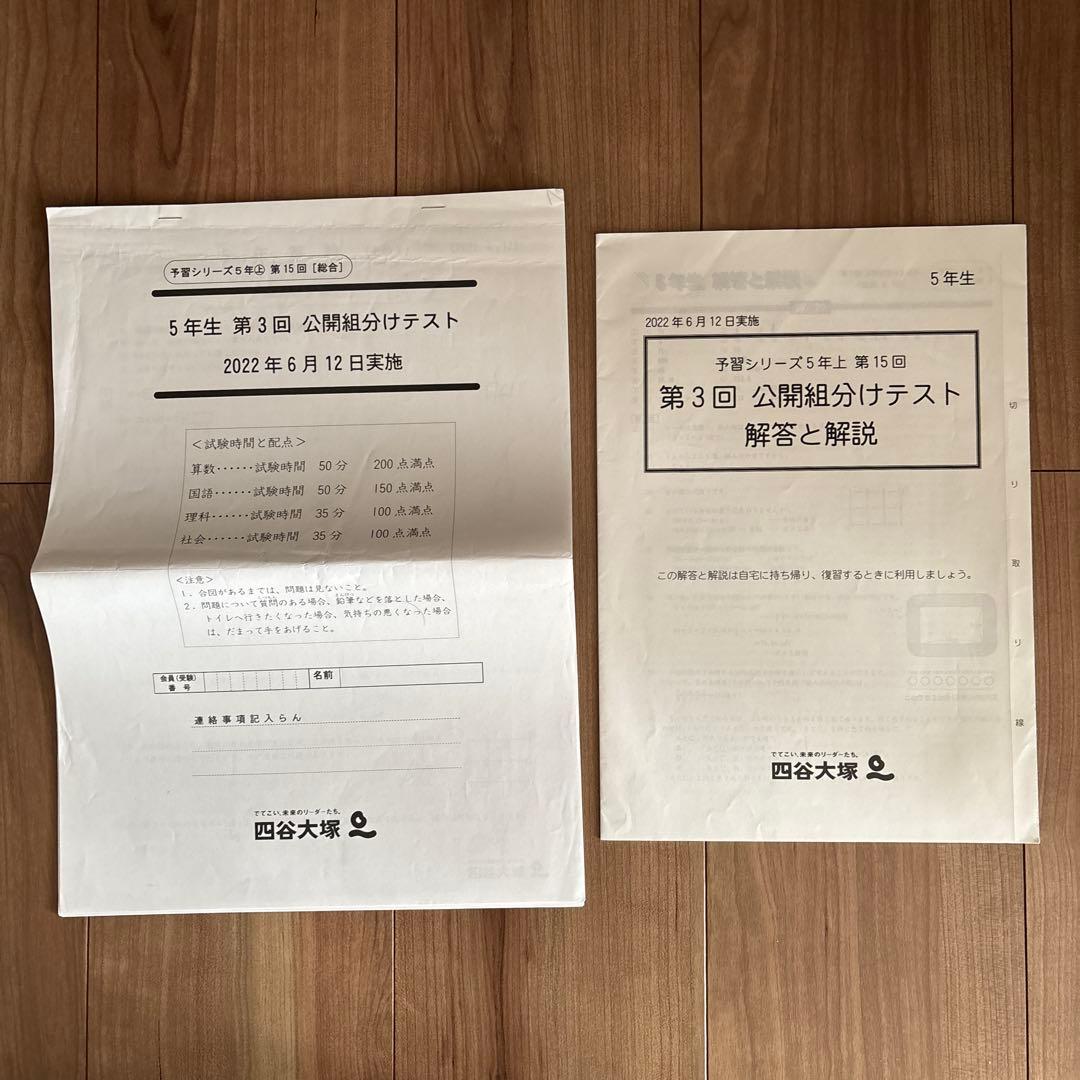 予習シリーズ5年㊤ 第15回［総合］
5年生 第3回 公開組分けテスト
2022年6月12日実施
＜試験時間と配点＞
算数‥‥‥試験時間 50分 200点満点
国語‥‥‥試験時間 50分 150点満点
理科‥‥‥試験時間 35分 100点満点
社会‥‥‥試験時間 35分 100点満点
＜注意＞
1．合図があるまでは、問題は見ないこと。
2．問題について質問のある場合、鉛筆などを落とした場合、
トイレへ行きたくなった場合、気持ちの悪くなった場合
は、だまって手をあげること。
会員(受験)
番号
名前
連絡事項記入らん
でてこい、未来のリーダーたち。
四谷大塚
5年生
2022年6月12日実施
予習シリーズ5年上 第15回
第3回 公開組分けテスト
解答と解説
この解答と解説は自宅に持ち帰り、復習するときに利用しましょう。
切り取り線
でてこい、未来のリーダーたち。
四谷大塚